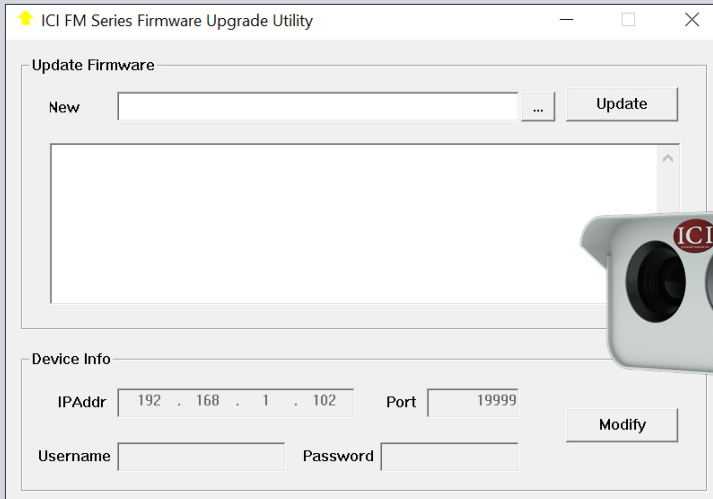 ICI FM Series Firmware Upgrade Utility
Update Firmware
New
...
Update
ICI
Device Info
IPAddr 192 . 168 . 1 . 102 Port 19999
Modify
Username Password